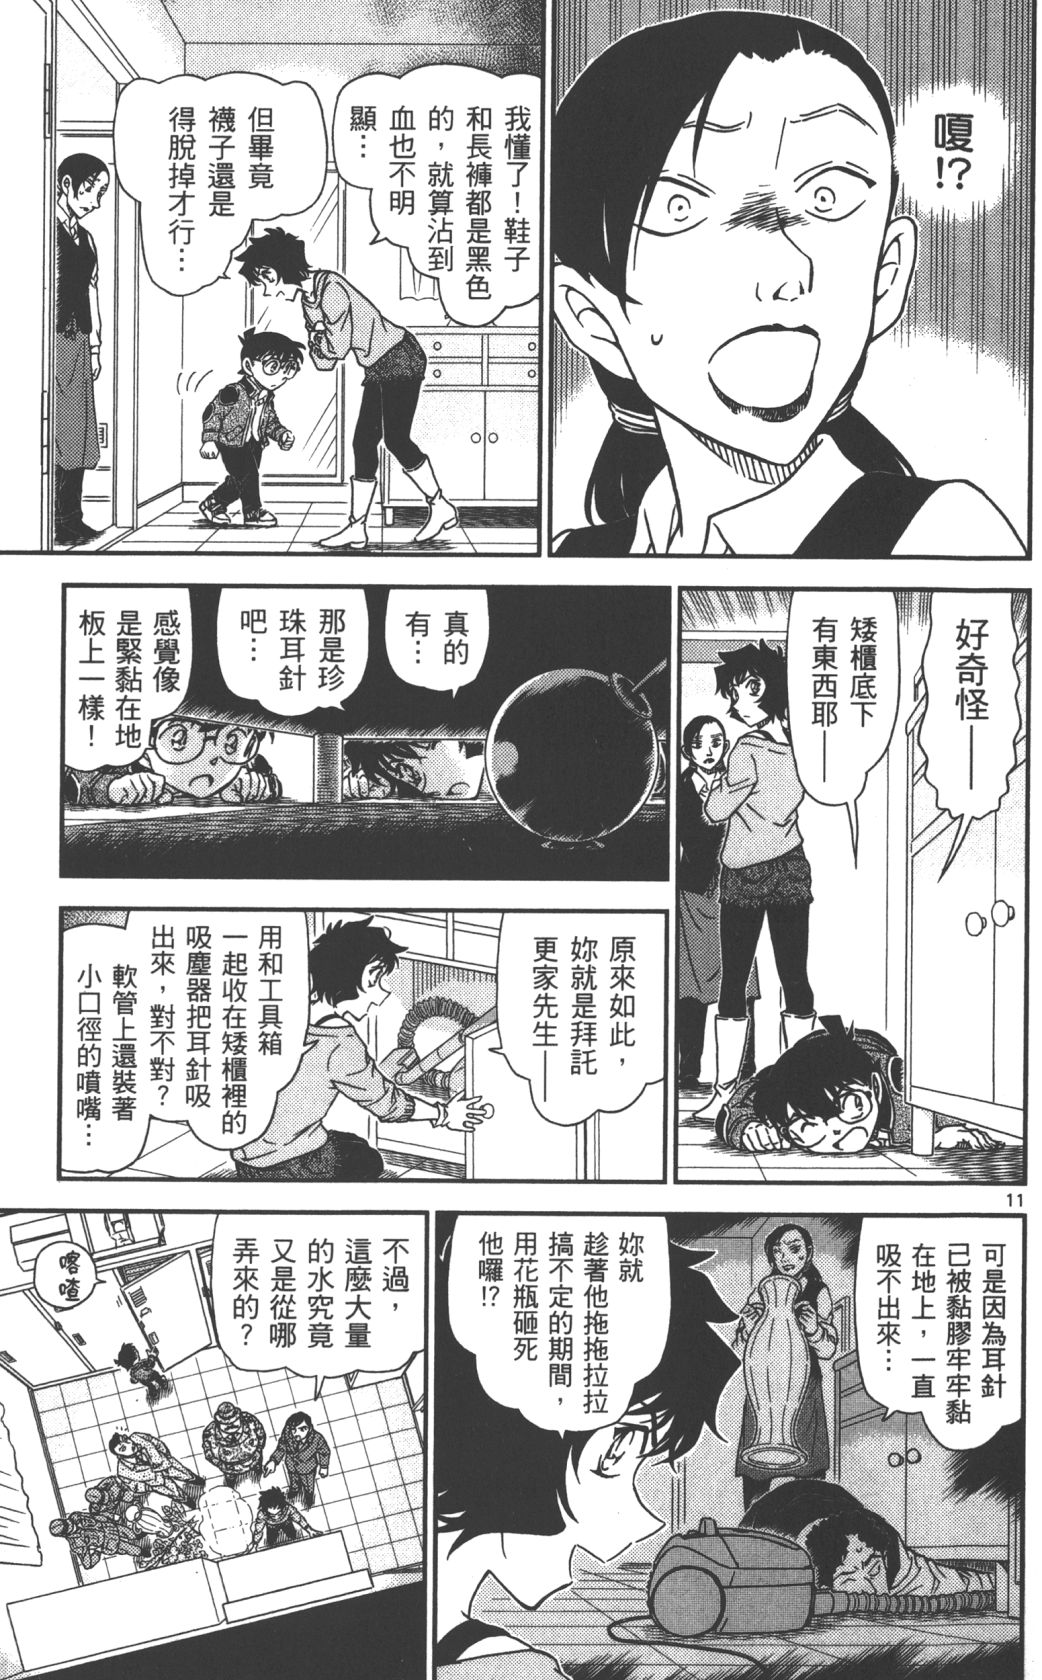 嗄!?
我懂了！鞋子
和長褲都是黑色
的，就算沾到
血也不明
顯…
但畢竟
襪子還是
得脫掉才行…
好奇怪——
矮櫃底下
有東西耶——
真的
有…
那是珍
珠耳針
吧…
感覺像
是緊黏在地
板上一樣！
原來如此，
妳就是拜託
更家先生——
用和工具箱
一起收在矮櫃裡的
吸塵器把耳針吸
出來，對不對？
軟管上還裝著
小口徑的噴嘴…
11
可是因為耳針
已被黏膠牢牢黏
在地上，一直
吸不出來…
妳就
趁著他拖拖拉拉
搞不定的期間，
用花瓶砸死
他囉!?
不過，
這麼大量
的水究竟
又是從哪
弄來的？
喀喳